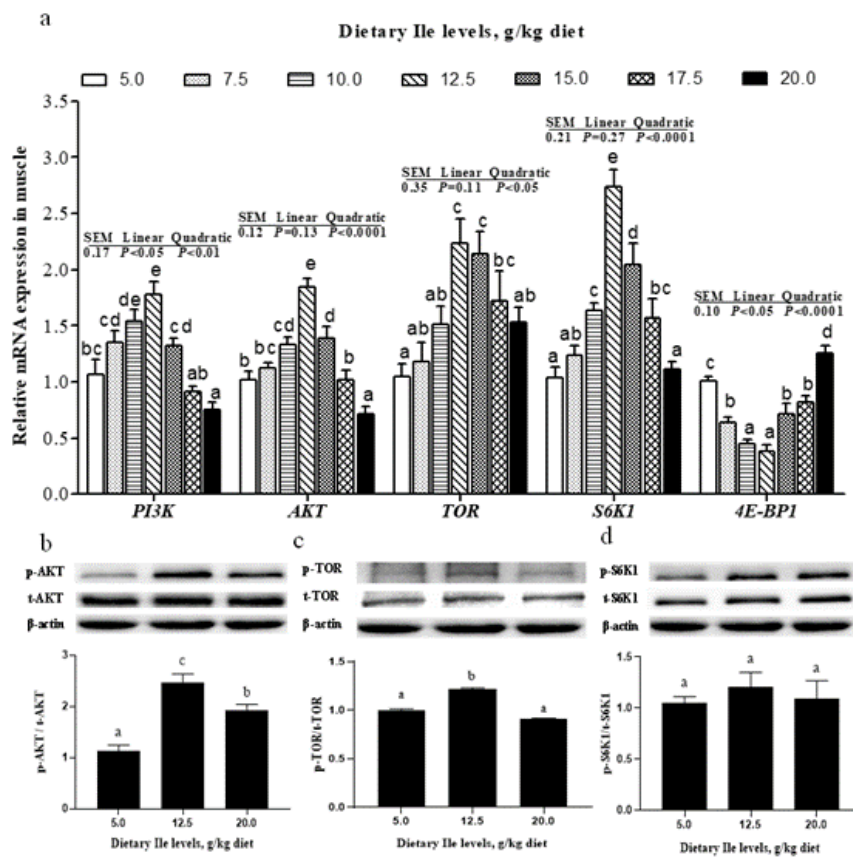 a
Dietary Ile levels, g/kg diet
5.0 7.5 10.0 12.5 15.0 17.5 20.0
Relative mRNA expression in muscle
3.5
3.0
2.5
2.0
1.5
1.0
0.5
0.0
SEM Linear Quadratic
0.17 P<0.05 P<0.01
bc cd de e cd ab a
PI3K
SEM Linear Quadratic
0.12 P=0.13 P<0.0001
b bc cd e d b a
AKT
SEM Linear Quadratic
0.35 P=0.11 P<0.05
a ab ab c c bc ab
TOR
SEM Linear Quadratic
0.21 P=0.27 P<0.0001
a ab c e d bc a
S6K1
SEM Linear Quadratic
0.10 P<0.05 P<0.0001
c b a a b b d
4E-BP1
b
p-AKT
t-AKT
β-actin
p-AKT / t-AKT
3
2
1
0
a c b
5.0 12.5 20.0
Dietary Ile levels, g/kg diet
c
p-TOR
t-TOR
β-actin
p-TOR/t-TOR
1.5
1.0
0.5
0.0
a b a
5.0 12.5 20.0
Dietary Ile levels, g/kg diet
d
p-S6K1
t-S6K1
β-actin
p-S6K1/t-S6K1
1.5
1.0
0.5
0.0
a a a
5.0 12.5 20.0
Dietary Ile levels, g/kg diet